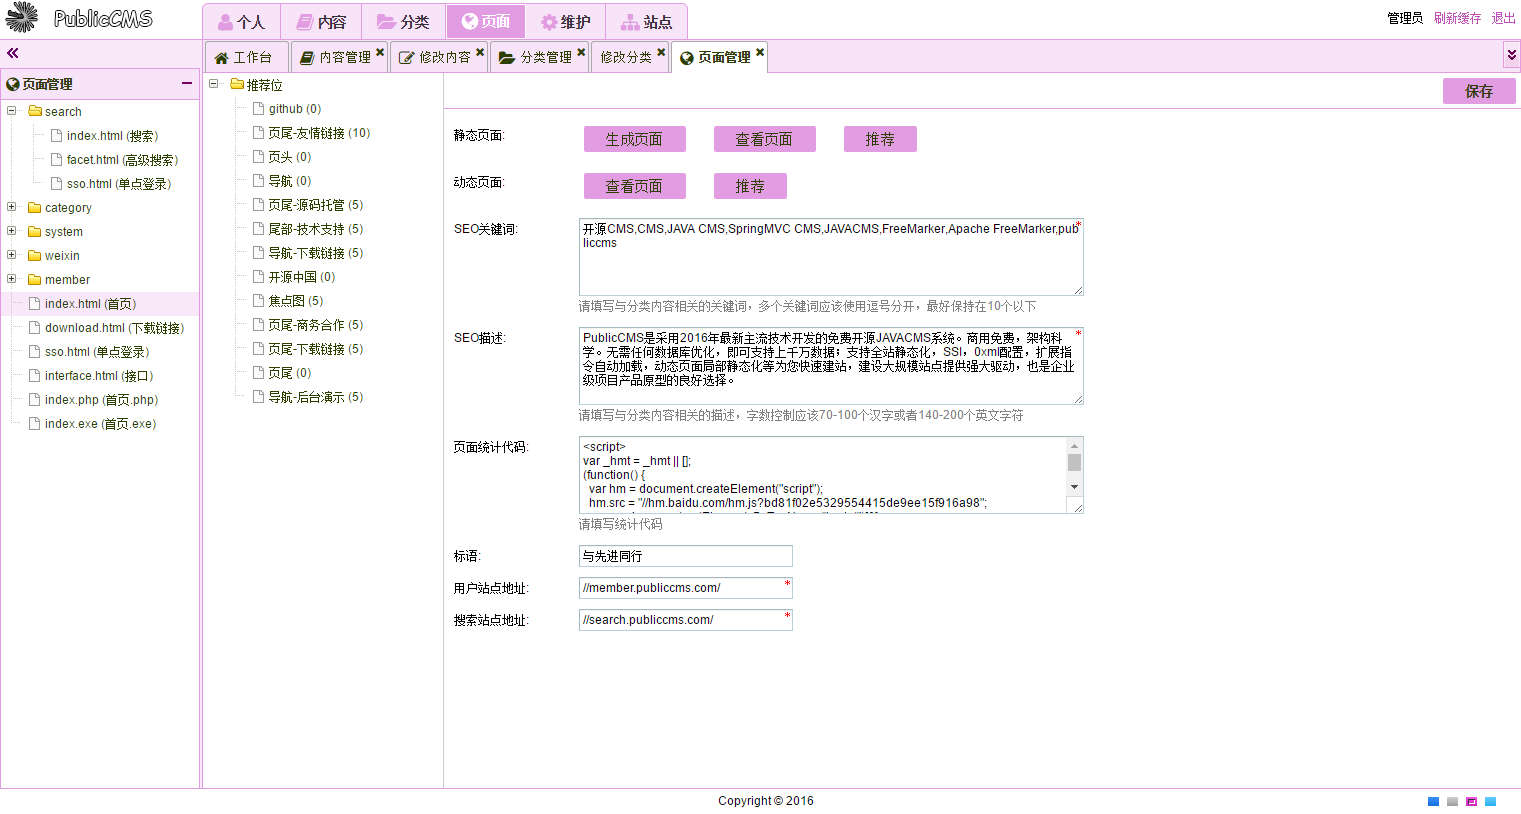 PublicCMS
个人
内容
分类
页面
维护
站点
管理员 刷新缓存 退出
工作台
内容管理
修改内容
分类管理
修改分类
页面管理
页面管理
search
index.html (搜索)
facet.html (高级搜索)
sso.html (单点登录)
category
system
weixin
member
index.html (首页)
download.html (下载链接)
sso.html (单点登录)
interface.html (接口)
index.php (首页.php)
index.exe (首页.exe)
推荐位
github (0)
页尾-友情链接 (10)
页头 (0)
导航 (0)
页尾-源码托管 (5)
尾部-技术支持 (5)
导航-下载链接 (5)
开源中国 (0)
焦点图 (5)
页尾-商务合作 (5)
页尾-下载链接 (5)
页尾 (0)
导航-后台演示 (5)
保存
静态页面: 生成页面 查看页面 推荐
动态页面: 查看页面 推荐
SEO关键词:
开源CMS,CMS,JAVA CMS,SpringMVC CMS,JAVACMS,FreeMarker,Apache FreeMarker,pub
liccms
*
请填写与分类内容相关的关键词，多个关键词应该使用逗号分开，最好保持在10个以下
SEO描述:
PublicCMS是采用2016年最新主流技术开发的免费开源JAVACMS系统。商用免费，架构科
学。无需任何数据库优化，即可支持上千万数据；支持全站静态化，SSI，0xml配置，扩展指
令自动加载，动态页面局部静态化等为您快速建站，建设大规模站点提供强大驱动，也是企业
级项目产品原型的良好选择。
*
请填写与分类内容相关的描述，字数控制应该70-100个汉字或者140-200个英文字符
页面统计代码:
<script>
var _hmt = _hmt || [];
(function() {
var hm = document.createElement("script");
hm.src = "//hm.baidu.com/hm.js?bd81f02e5329554415de9ee15f916a98";
请填写统计代码
标语: 与先进同行
用户站点地址: //member.publiccms.com/ *
搜索站点地址: //search.publiccms.com/ *
Copyright © 2016